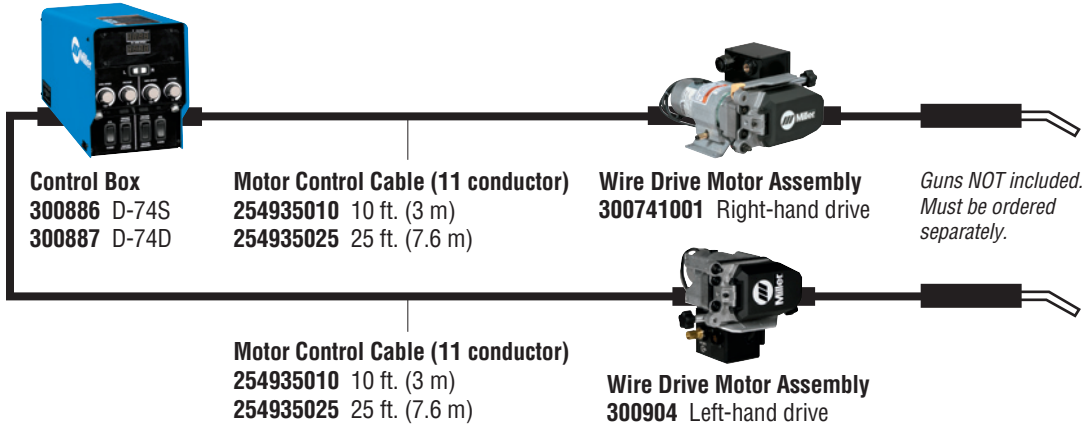 Miller
Miller
Control Box
300886 D-74S
300887 D-74D
Motor Control Cable (11 conductor)
254935010 10 ft. (3 m)
254935025 25 ft. (7.6 m)
Wire Drive Motor Assembly
300741001 Right-hand drive
Guns NOT included.
Must be ordered
separately.
Miller
Motor Control Cable (11 conductor)
254935010 10 ft. (3 m)
254935025 25 ft. (7.6 m)
Wire Drive Motor Assembly
300904 Left-hand drive